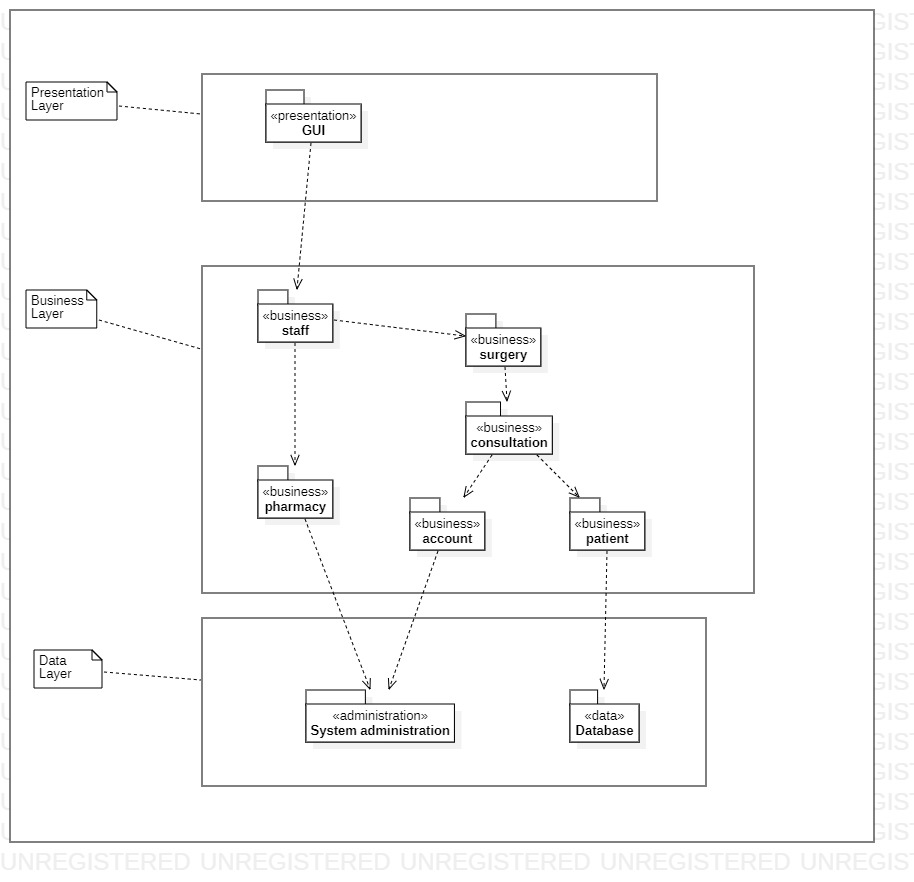 Presentation
Layer
«presentation»
GUI
Business
Layer
«business»
staff
«business»
surgery
«business»
consultation
«business»
pharmacy
«business»
account
«business»
patient
Data
Layer
«administration»
System administration
«data»
Database
UNREGISTERED UNREGISTERED UNREGISTERED UNREGISTERED UNREGISTERED